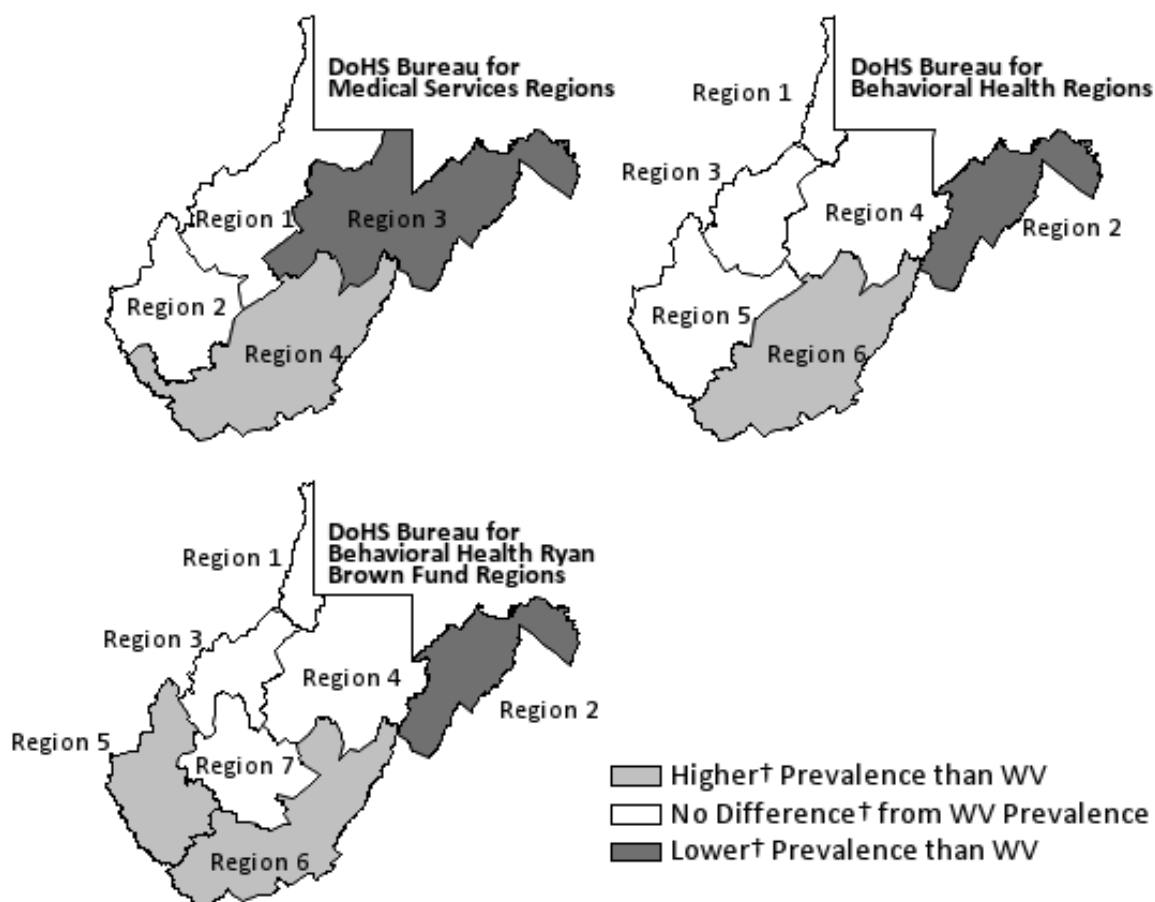 DoHS Bureau for
Medical Services Regions
Region 1
Region 3
Region 2
Region 4
DoHS Bureau for
Behavioral Health Regions
Region 1
Region 3
Region 4
Region 2
Region 5
Region 6
DoHS Bureau for
Behavioral Health Ryan
Brown Fund Regions
Region 1
Region 3
Region 4
Region 2
Region 5
Region 7
Region 6
Higher† Prevalence than WV
No Difference† from WV Prevalence
Lower† Prevalence than WV